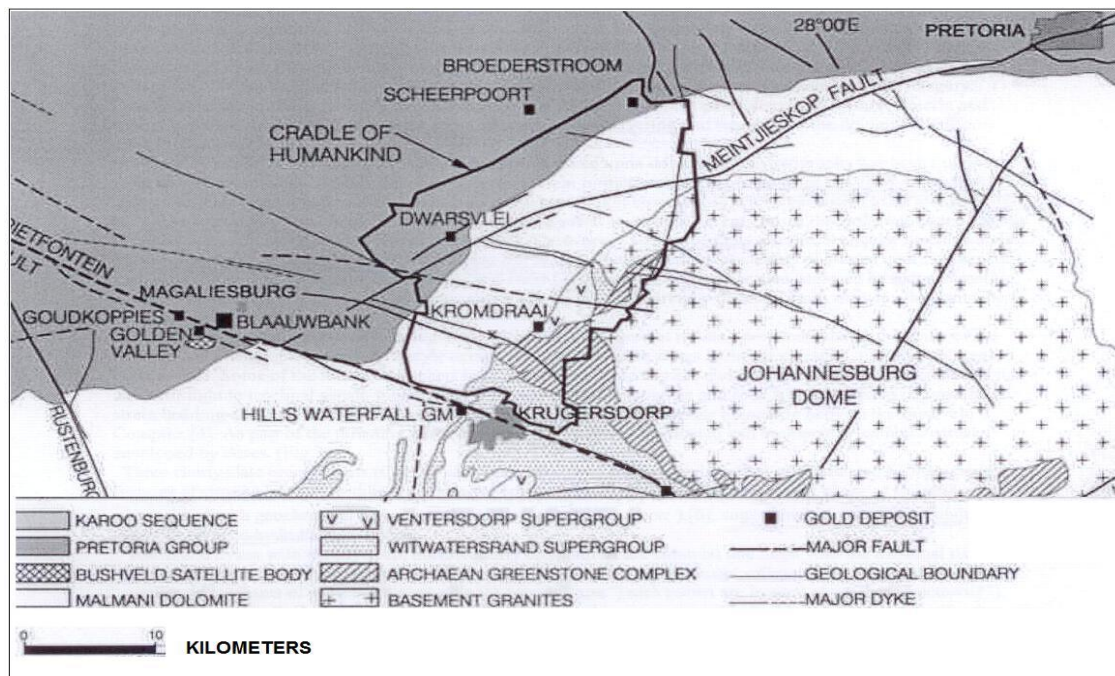 28°00'E
PRETORIA
BROEDERSTROOM
SCHEERPOORT
CRADLE OF
HUMANKIND
MEINTJIESKOP FAULT
DWARSVLEI
RIETFONTEIN
MAGALIESBURG
KROMDRAAI
GOUDKOPPIES
BLAAUWBANK
GOLDEN
VALLEY
JOHANNESBURG
DOME
HILL'S WATERFALL GM
KRUGERSDORP
RUSTENBURG
KAROO SEQUENCE
PRETORIA GROUP
BUSHVELD SATELLITE BODY
MALMANI DOLOMITE
VENTERSDORP SUPERGROUP
WITWATERSRAND SUPERGROUP
ARCHAEAN GREENSTONE COMPLEX
BASEMENT GRANITES
GOLD DEPOSIT
MAJOR FAULT
GEOLOGICAL BOUNDARY
MAJOR DYKE
0 10
KILOMETERS